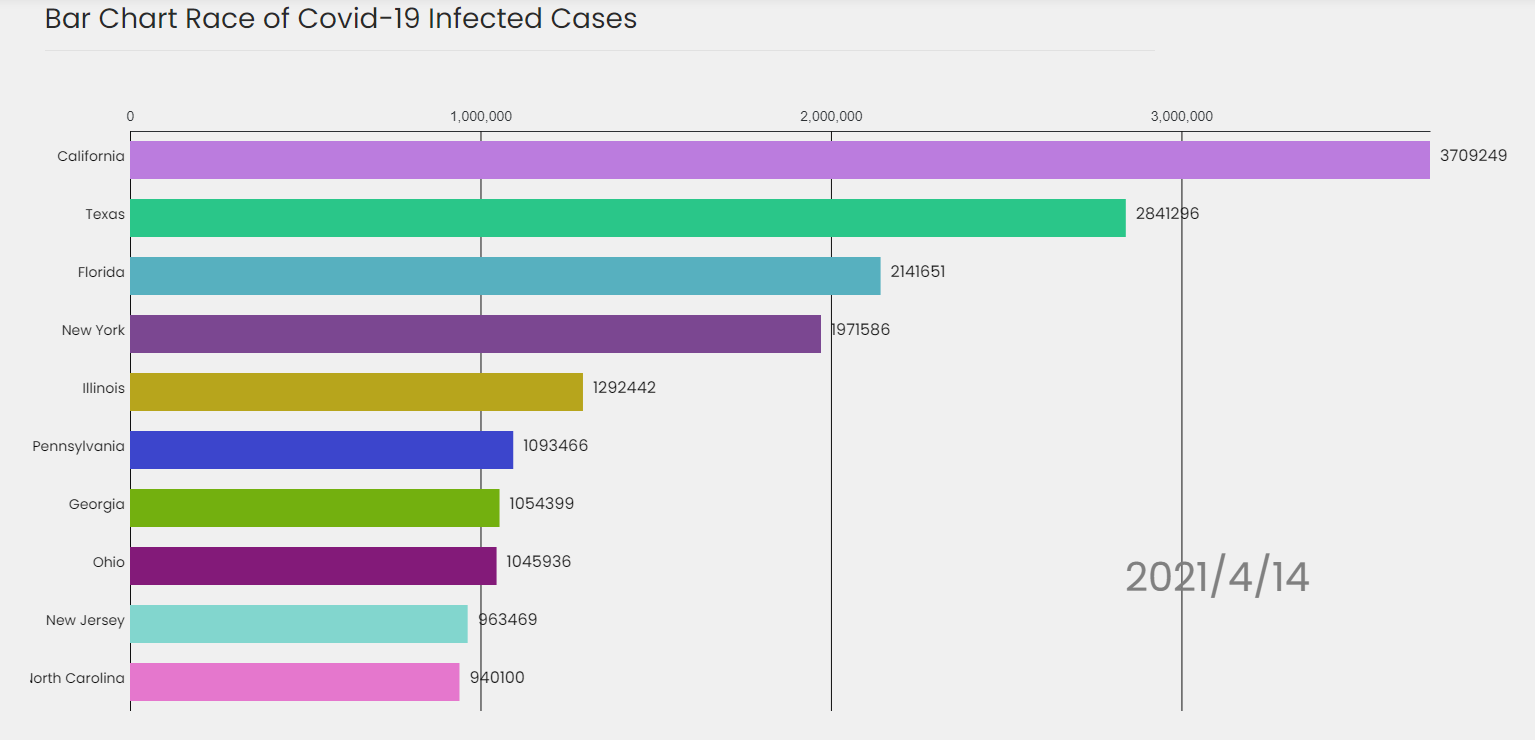 Bar Chart Race of Covid-19 Infected Cases
0 1,000,000 2,000,000 3,000,000
California 3709249
Texas 2841296
Florida 2141651
New York 1971586
Illinois 1292442
Pennsylvania 1093466
Georgia 1054399
Ohio 1045936
2021/4/14
New Jersey 963469
North Carolina 940100